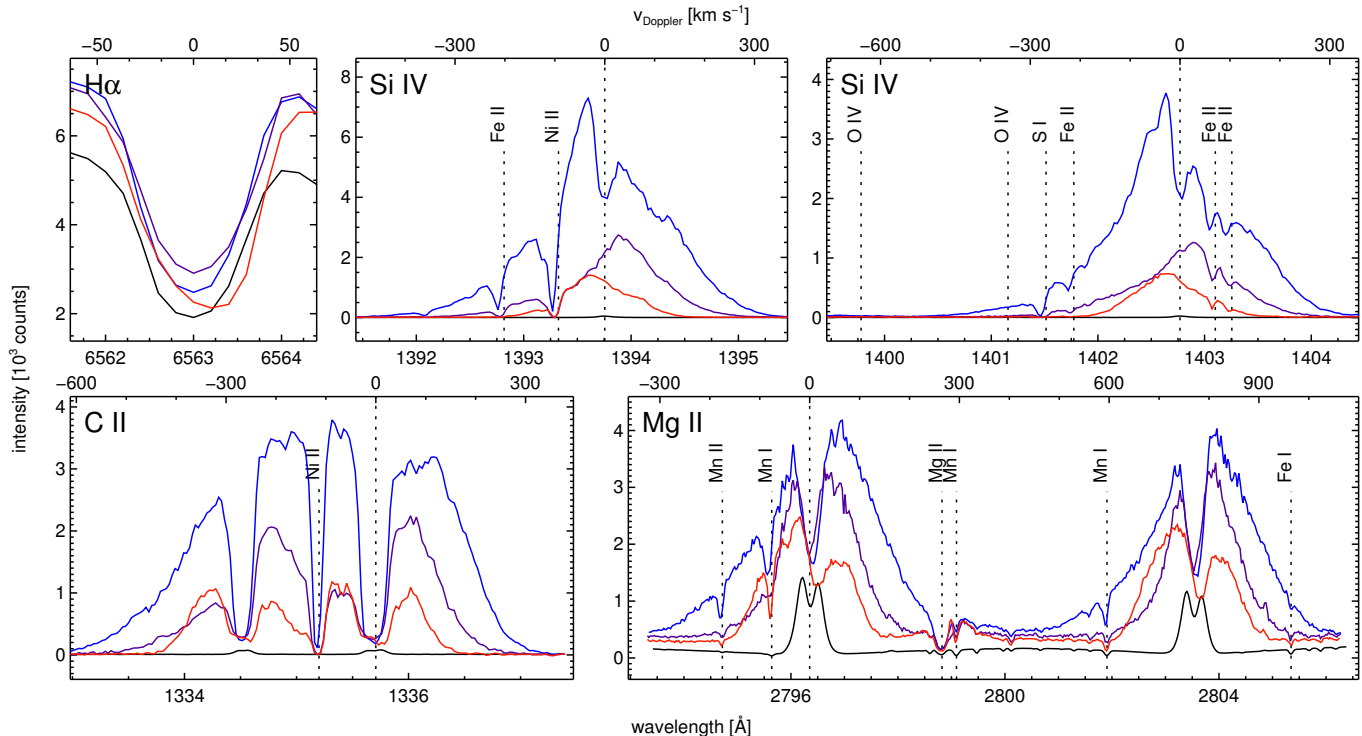 v_Doppler [km s⁻¹]
−50 0 50
−300 0 300
−600 −300 0 300
Hα
Si IV
Si IV
Fe II
Ni II
O IV
O IV
S I
Fe II
Fe II
Fe II
6
4
2
8
6
4
2
0
4
3
2
1
0
6562 6563 6564
1392 1393 1394 1395
1400 1401 1402 1403 1404
intensity [10³ counts]
−600 −300 0 300
−300 0 300 600 900
C II
Mg II
Ni II
Mn II
Mn I
Mg II
Mn I
Mn I
Fe I
4
3
2
1
0
4
3
2
1
0
1334 1336
2796 2800 2804
wavelength [Å]